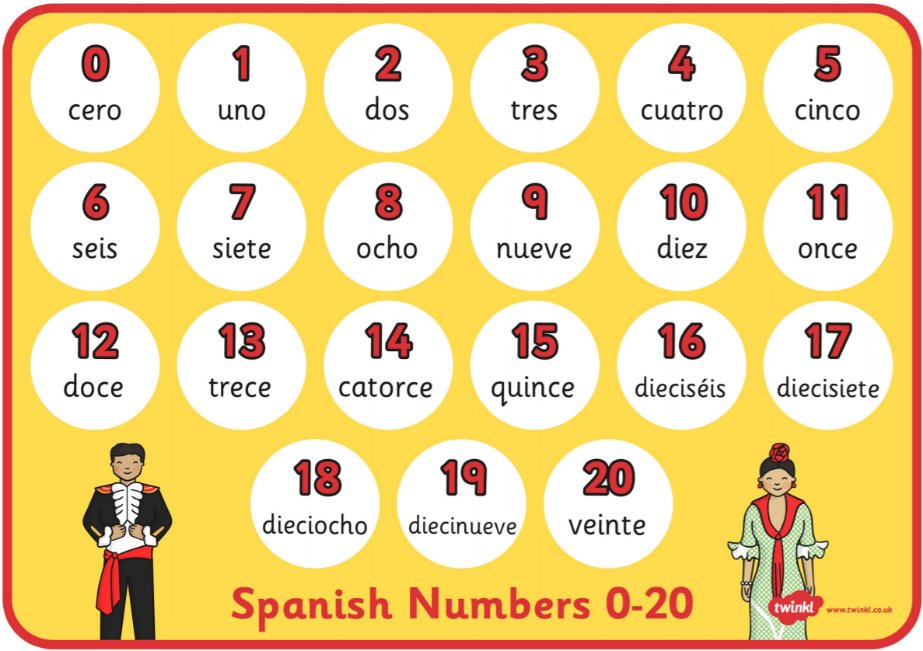 0 1 2 3 4 5
cero uno dos tres cuatro cinco
6 7 8 9 10 11
seis siete ocho nueve diez once
12 13 14 15 16 17
doce trece catorce quince dieciséis diecisiete
18 19 20
dieciocho diecinueve veinte
Spanish Numbers 0-20
twinkl www.twinkl.co.uk